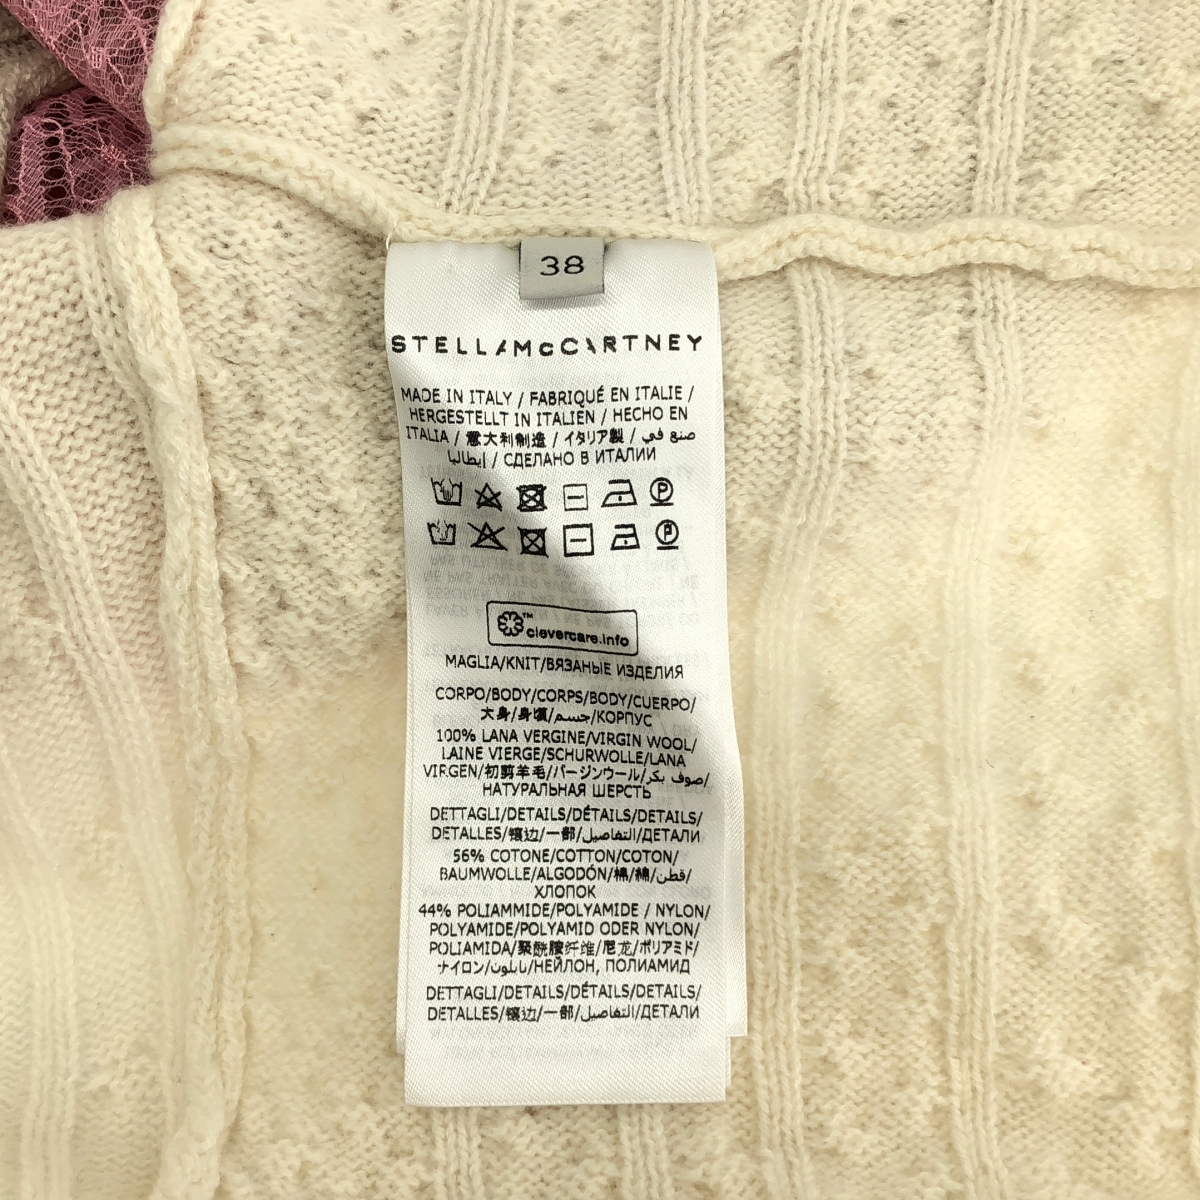 38
STELLA McCARTNEY
MADE IN ITALY / FABRIQUÉ EN ITALIE /
HERGESTELLT IN ITALIEN / HECHO EN
ITALIA / 意大利制造 / イタリア製 / صنع في
إيطاليا / СДЕЛАНО В ИТАЛИИ
P
P
™
clevercare.info
MAGLIA/KNIT/ВЯЗАНЫЕ ИЗДЕЛИЯ
CORPO/BODY/CORPS/BODY/CUERPO/
大身/身頃/جسم/КОРПУС
100% LANA VERGINE/VIRGIN WOOL/
LAINE VIERGE/SCHURWOLLE/LANA
VIRGEN/初剪羊毛/バージンウール/صوف بكر/
НАТУРАЛЬНАЯ ШЕРСТЬ
DETTAGLI/DETAILS/DÉTAILS/DETAILS/
DETALLES/镶边/一部/التفاصيل/ДЕТАЛИ
56% COTONE/COTTON/COTON/
BAUMWOLLE/ALGODÓN/棉/綿/قطن/
ХЛОПОК
44% POLIAMMIDE/POLYAMIDE / NYLON/
POLYAMIDE/POLYAMID ODER NYLON/
POLIAMIDA/聚酰胺纤维/尼龙/ポリアミド/
ナイロン/نايلون/НЕЙЛОН, ПОЛИАМИД
DETTAGLI/DETAILS/DÉTAILS/DETAILS/
DETALLES/镶边/一部/التفاصيل/ДЕТАЛИ